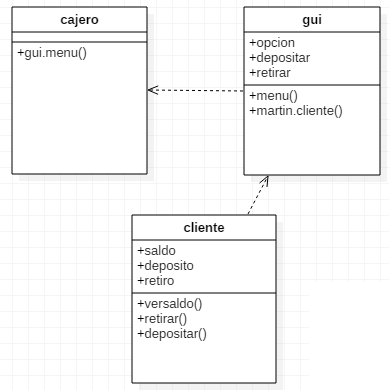 cajero
+gui.menu()
gui
+opcion
+depositar
+retirar
+menu()
+martin.cliente()
cliente
+saldo
+deposito
+retiro
+versaldo()
+retirar()
+depositar()